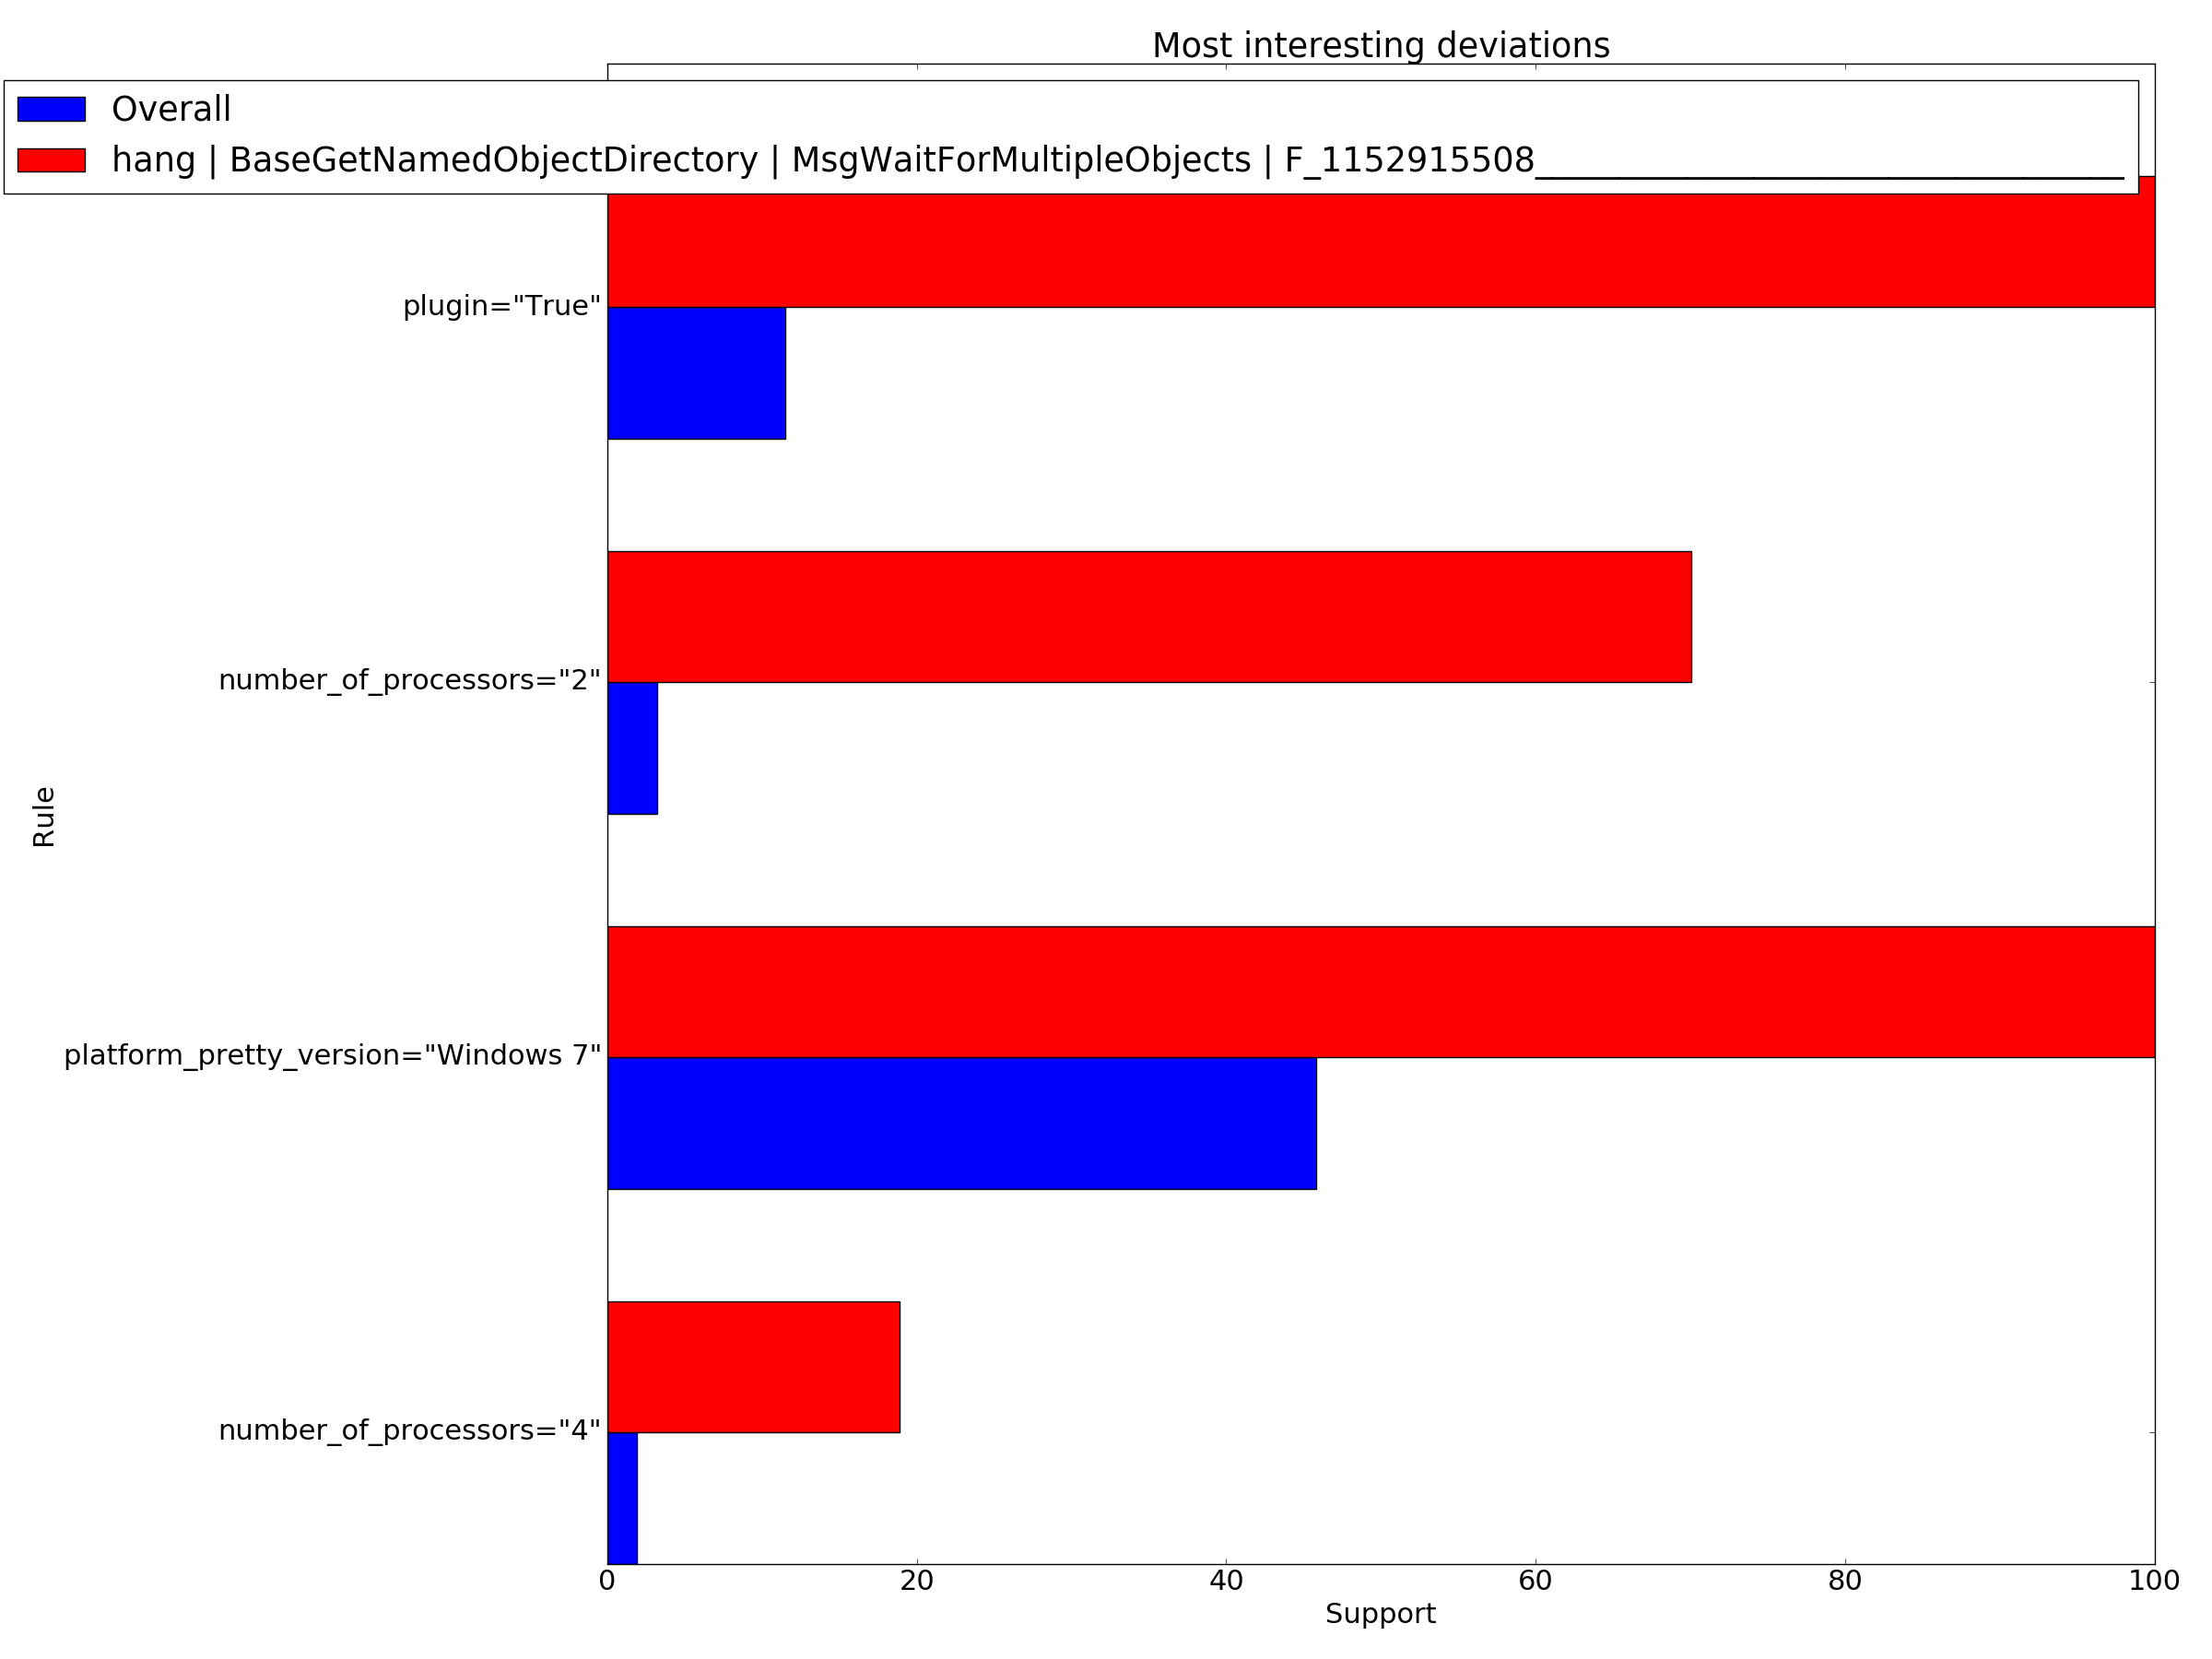 Most interesting deviations
Overall
hang | BaseGetNamedObjectDirectory | MsgWaitForMultipleObjects | F_1152915508___________________________________
plugin="True"
number_of_processors="2"
Rule
platform_pretty_version="Windows 7"
number_of_processors="4"
0 20 40 60 80 100
Support